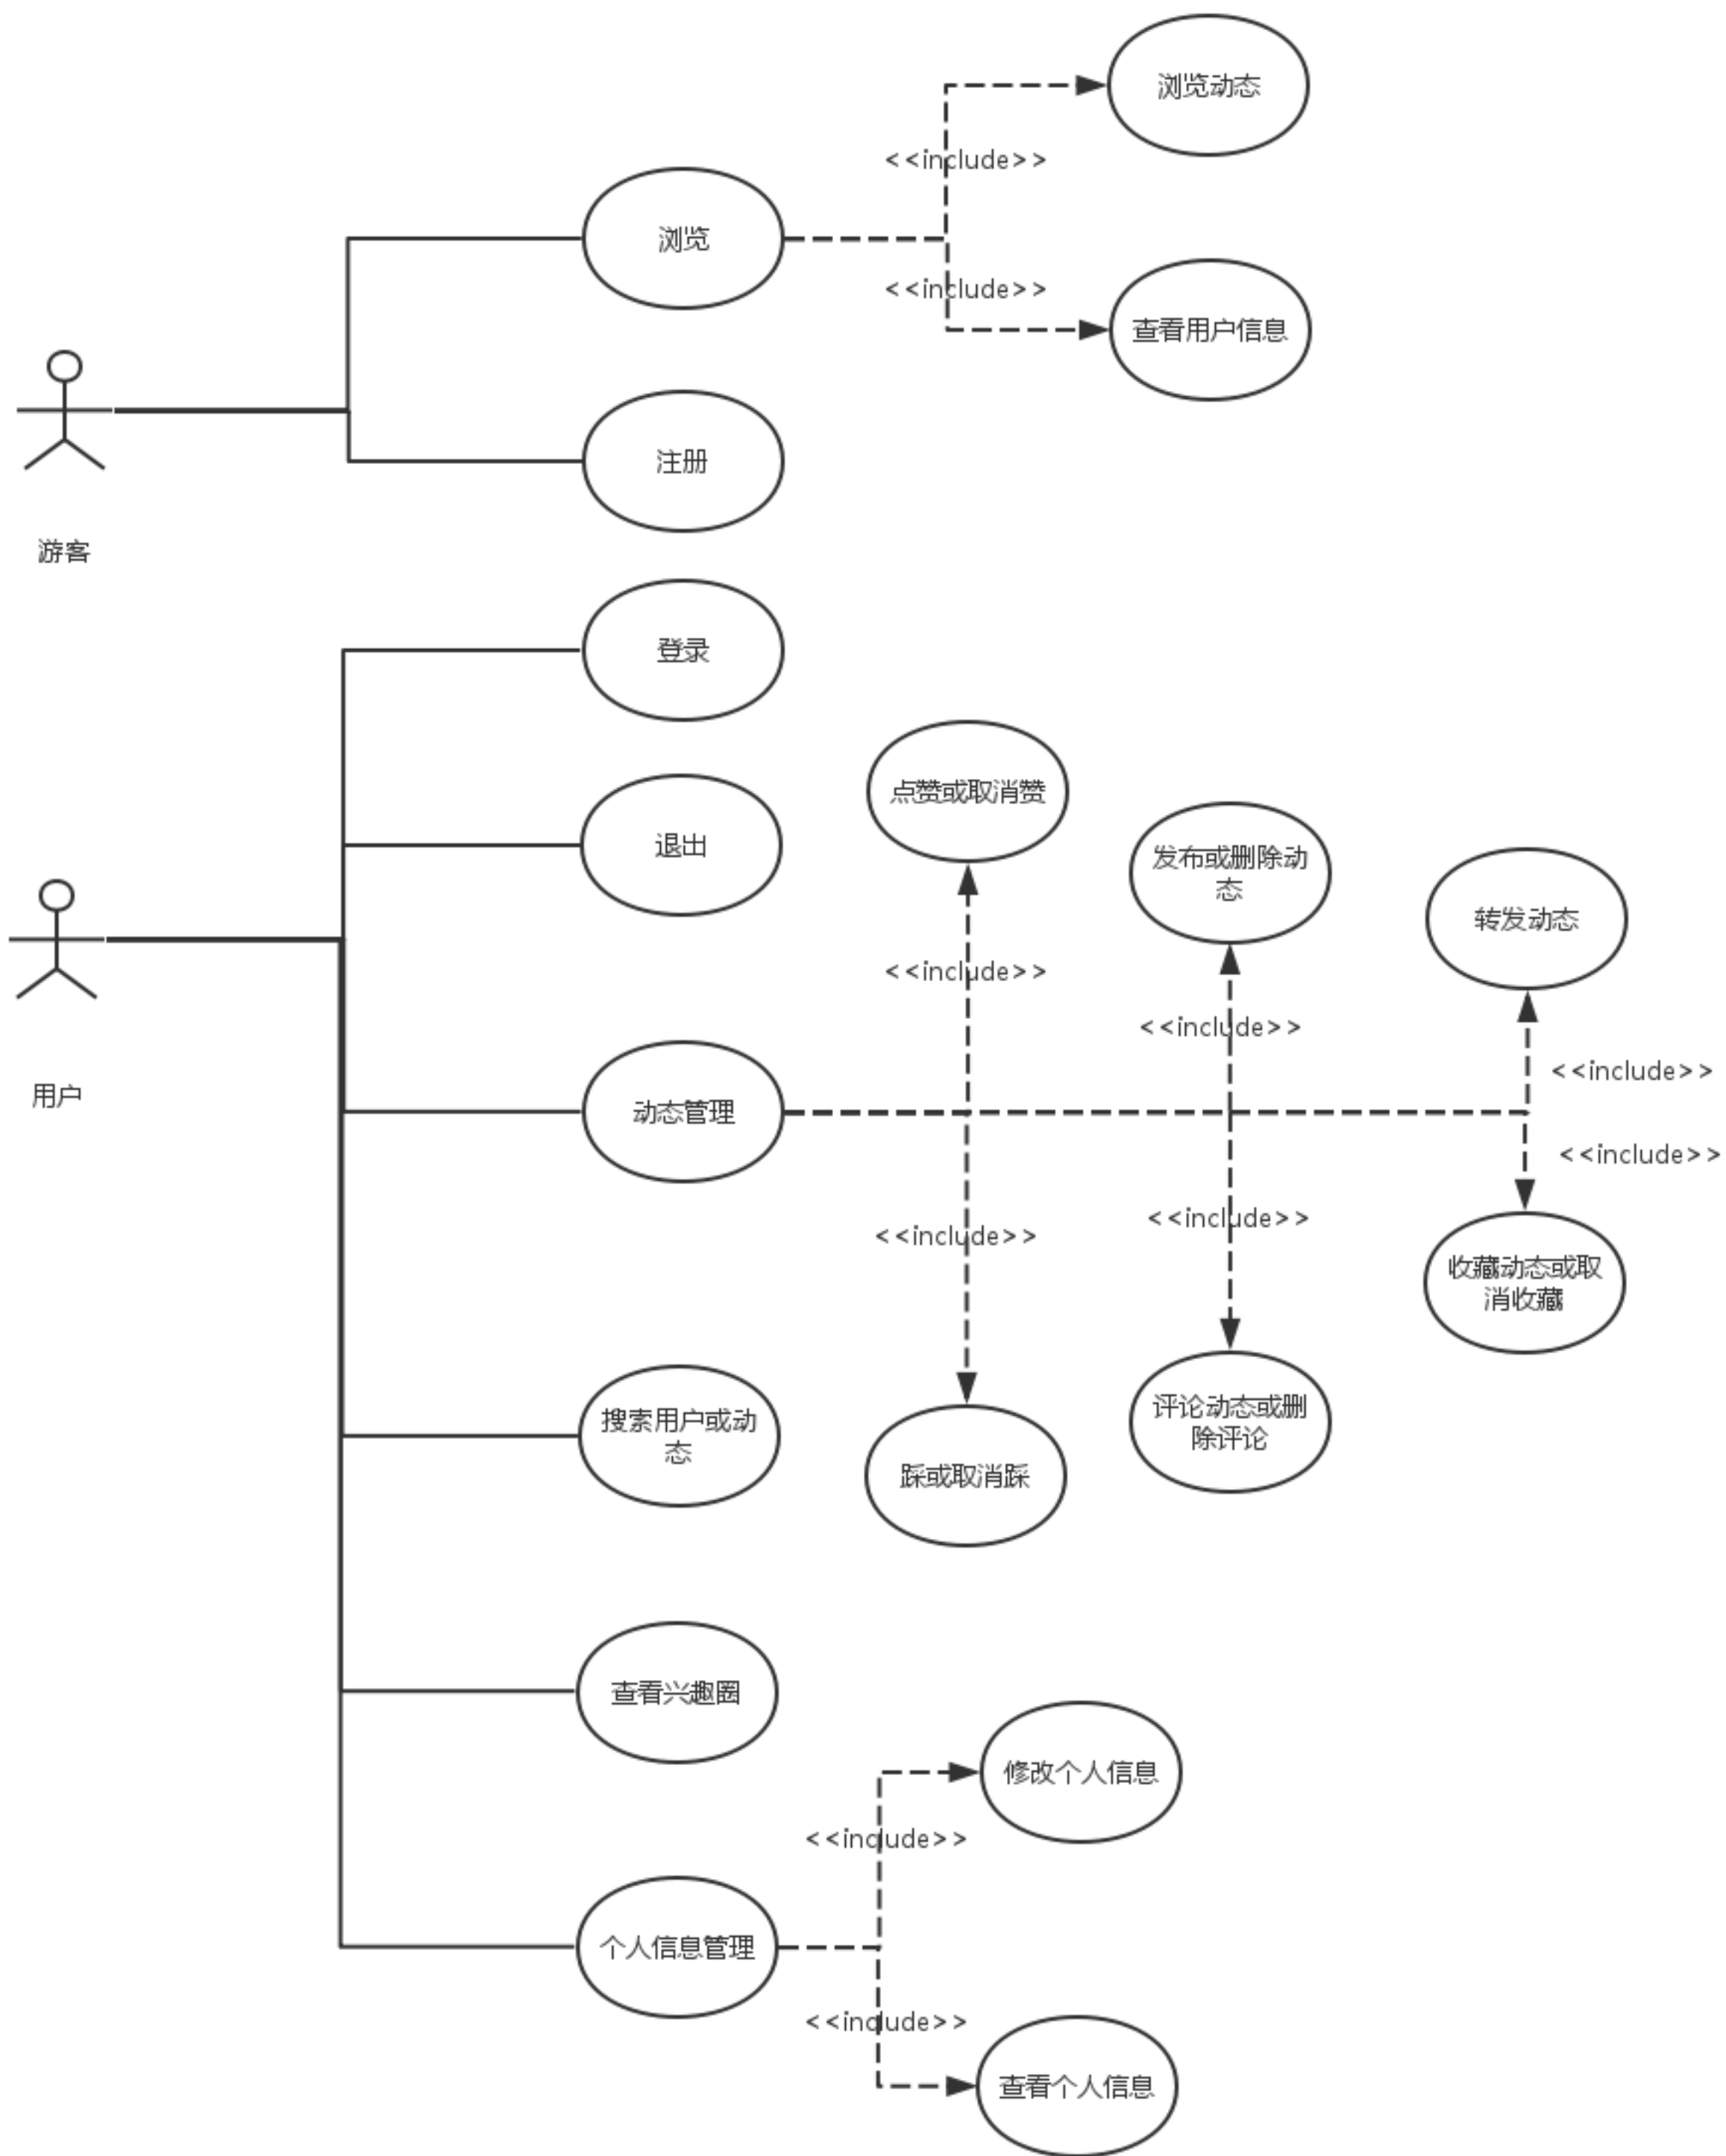 浏览动态
<<include>>
浏览
<<include>>
查看用户信息
注册
游客
登录
点赞或取消赞
退出
发布或删除动
态
转发动态
<<include>>
<<include>>
<<include>>
用户
动态管理
<<include>>
<<include>>
<<include>>
收藏动态或取
消收藏
搜索用户或动
态
评论动态或删
除评论
踩或取消踩
查看兴趣圈
修改个人信息
<<include>>
个人信息管理
<<include>>
查看个人信息